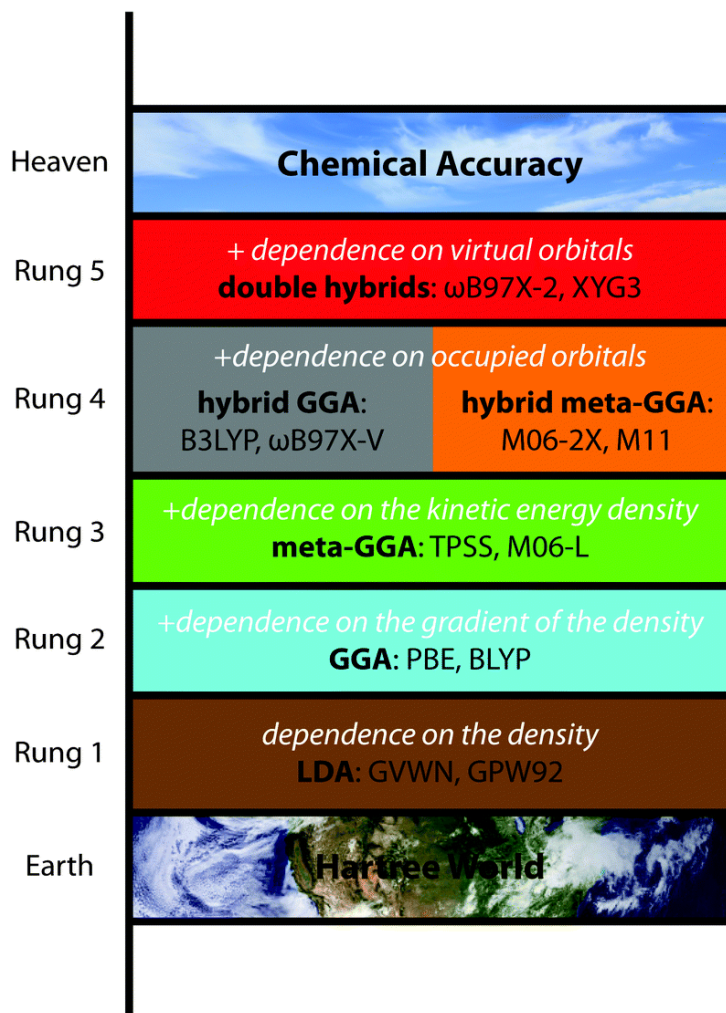 Heaven
Chemical Accuracy
Rung 5
+ dependence on virtual orbitals
double hybrids: ωB97X-2, XYG3
Rung 4
+dependence on occupied orbitals
hybrid GGA:
B3LYP, ωB97X-V
hybrid meta-GGA:
M06-2X, M11
Rung 3
+dependence on the kinetic energy density
meta-GGA: TPSS, M06-L
Rung 2
+dependence on the gradient of the density
GGA: PBE, BLYP
Rung 1
dependence on the density
LDA: GVWN, GPW92
Earth
Hartree World